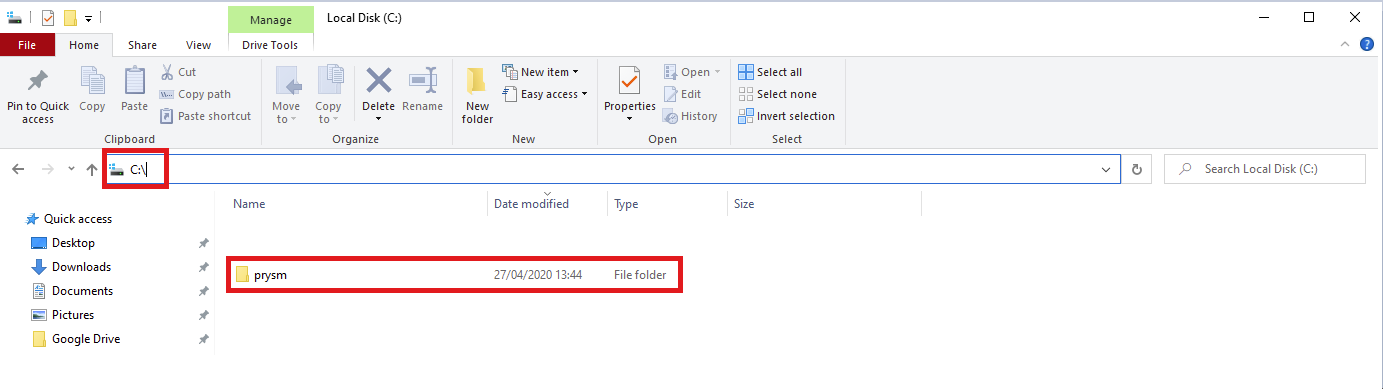 Manage
Local Disk (C:)
File
Home
Share
View
Drive Tools
Pin to Quick
access
Copy
Paste
Cut
Copy path
Paste shortcut
Clipboard
Move
to
Copy
to
Delete
Rename
Organize
New
folder
New item
Easy access
New
Properties
Open
Edit
History
Open
Select all
Select none
Invert selection
Select
C:\
Search Local Disk (C:)
Name
Date modified
Type
Size
Quick access
Desktop
Downloads
Documents
Pictures
Google Drive
prysm
27/04/2020 13:44
File folder